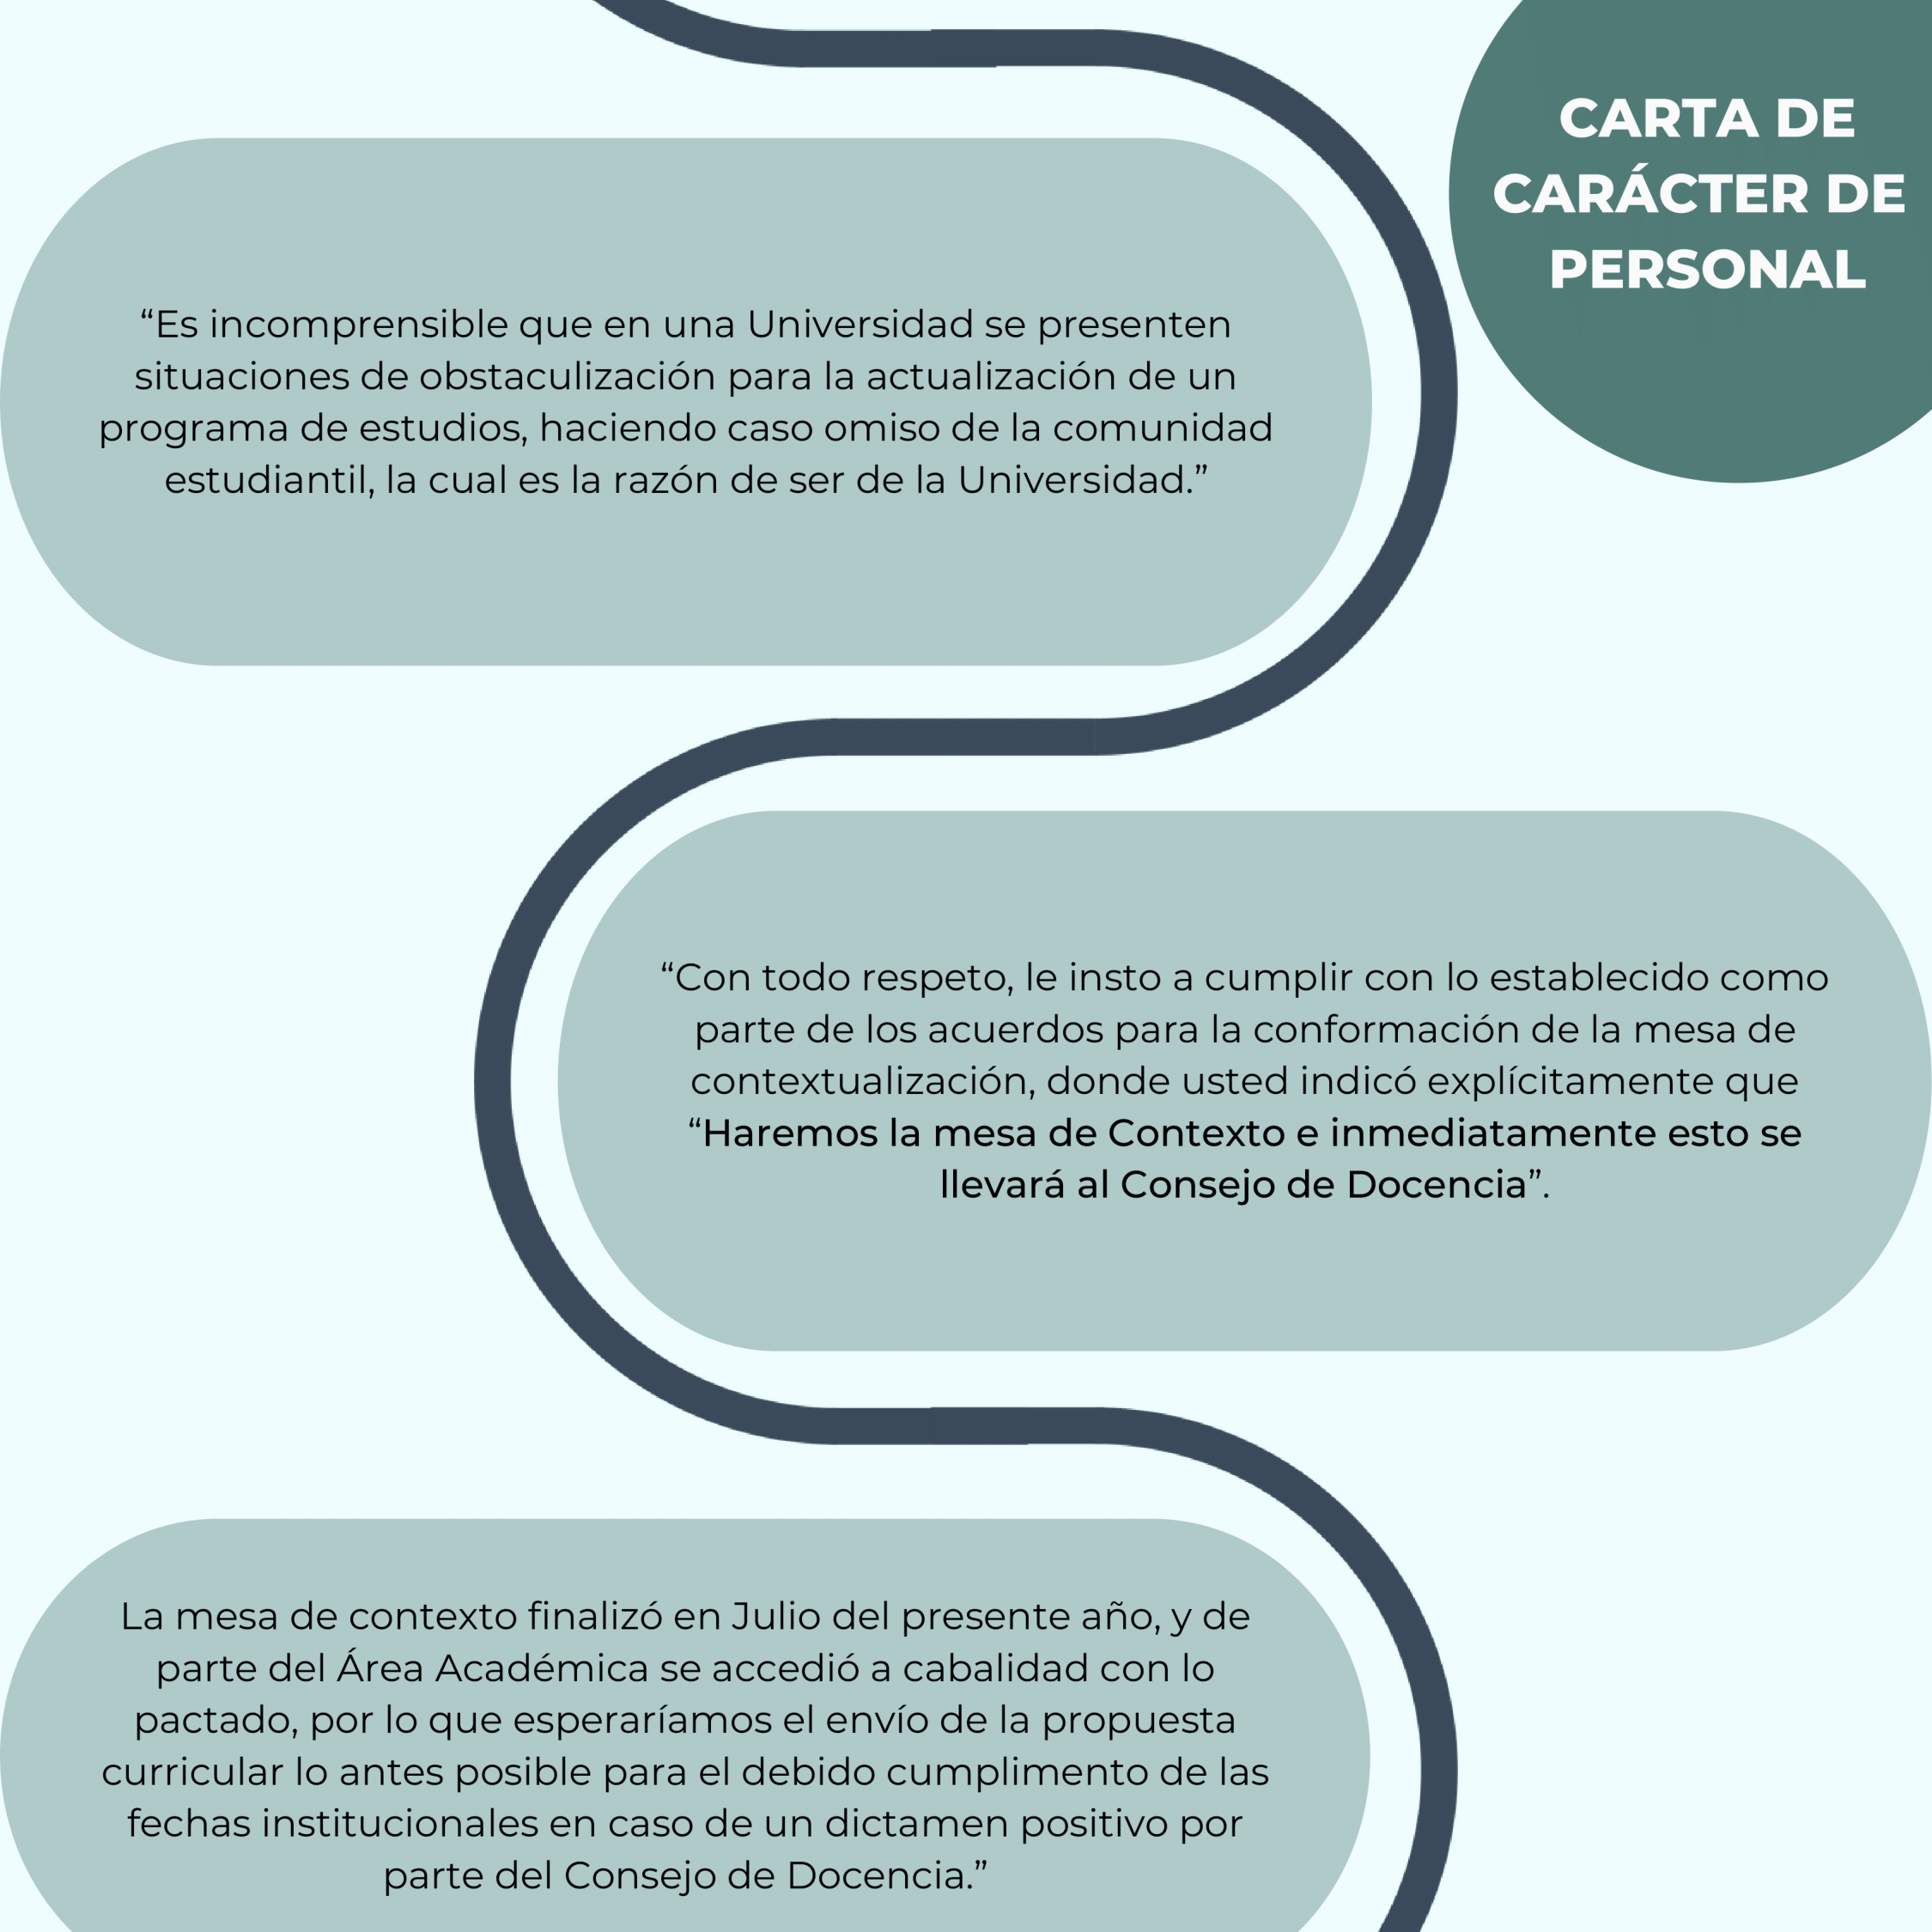 CARTA DE
CARÁCTER DE
PERSONAL
“Es incomprensible que en una Universidad se presenten
situaciones de obstaculización para la actualización de un
programa de estudios, haciendo caso omiso de la comunidad
estudiantil, la cual es la razón de ser de la Universidad.”
“Con todo respeto, le insto a cumplir con lo establecido como
parte de los acuerdos para la conformación de la mesa de
contextualización, donde usted indicó explícitamente que
“Haremos la mesa de Contexto e inmediatamente esto se
llevará al Consejo de Docencia”.
La mesa de contexto finalizó en Julio del presente año, y de
parte del Área Académica se accedió a cabalidad con lo
pactado, por lo que esperaríamos el envío de la propuesta
curricular lo antes posible para el debido cumplimento de las
fechas institucionales en caso de un dictamen positivo por
parte del Consejo de Docencia.”